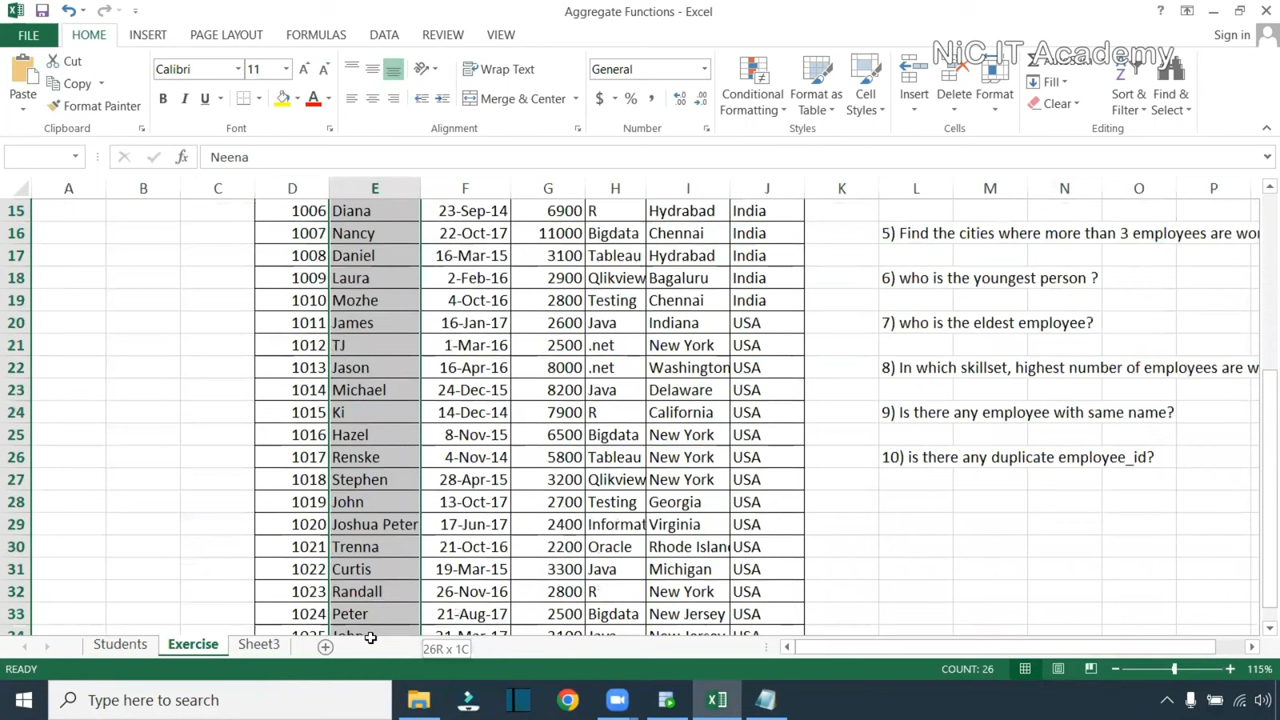 Aggregate Functions - Excel
FILE HOME INSERT PAGE LAYOUT FORMULAS DATA REVIEW VIEW Sign in
NiC IT Academy
Paste Cut Copy Format Painter
Calibri 11 Wrap Text Merge & Center General
Conditional Formatting Format as Table Cell Styles Insert Delete Format Fill Clear Sort & Filter Find & Select
Clipboard Font Alignment Number Styles Cells Editing
Neena
A B C D E F G H I J K L M N O P
15 1006 Diana 23-Sep-14 6900 R Hydrabad India
16 1007 Nancy 22-Oct-17 11000 Bigdata Chennai India 5) Find the cities where more than 3 employees are wo
17 1008 Daniel 16-Mar-15 3100 Tableau Hydrabad India
18 1009 Laura 2-Feb-16 2900 Qlikview Bagaluru India 6) who is the youngest person ?
19 1010 Mozhe 4-Oct-16 2800 Testing Chennai India
20 1011 James 16-Jan-17 2600 Java Indiana USA 7) who is the eldest employee?
21 1012 TJ 1-Mar-16 2500 .net New York USA
22 1013 Jason 16-Apr-16 8000 .net Washington USA 8) In which skillset, highest number of employees are w
23 1014 Michael 24-Dec-15 8200 Java Delaware USA
24 1015 Ki 14-Dec-14 7900 R California USA 9) Is there any employee with same name?
25 1016 Hazel 8-Nov-15 6500 Bigdata New York USA
26 1017 Renske 4-Nov-14 5800 Tableau New York USA 10) is there any duplicate employee_id?
27 1018 Stephen 28-Apr-15 3200 Qlikview New York USA
28 1019 John 13-Oct-17 2700 Testing Georgia USA
29 1020 Joshua Peter 17-Jun-17 2400 Informat Virginia USA
30 1021 Trenna 21-Oct-16 2200 Oracle Rhode Island USA
31 1022 Curtis 19-Mar-15 3300 Java Michigan USA
32 1023 Randall 26-Nov-16 2800 R New York USA
33 1024 Peter 21-Aug-17 2500 Bigdata New Jersey USA
Students Exercise Sheet3 26R x 1C
READY COUNT: 26 115%
Type here to search